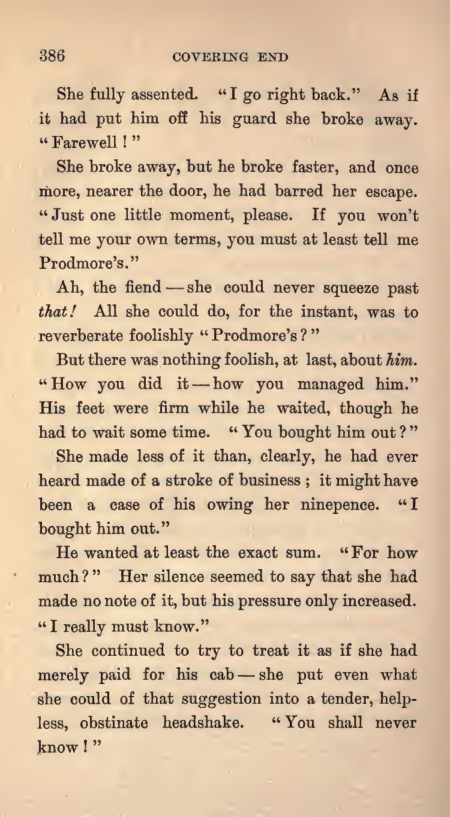 386 COVERING END
She fully assented. “I go right back.” As if
it had put him off his guard she broke away.
“Farewell!”
She broke away, but he broke faster, and once
more, nearer the door, he had barred her escape.
“Just one little moment, please. If you won’t
tell me your own terms, you must at least tell me
Prodmore’s.”
Ah, the fiend — she could never squeeze past
that! All she could do, for the instant, was to
reverberate foolishly “Prodmore’s?”
But there was nothing foolish, at last, about him.
“How you did it — how you managed him.”
His feet were firm while he waited, though he
had to wait some time. “You bought him out?”
She made less of it than, clearly, he had ever
heard made of a stroke of business; it might have
been a case of his owing her ninepence. “I
bought him out.”
He wanted at least the exact sum. “For how
much?” Her silence seemed to say that she had
made no note of it, but his pressure only increased.
“I really must know.”
She continued to try to treat it as if she had
merely paid for his cab — she put even what
she could of that suggestion into a tender, help-
less, obstinate headshake. “You shall never
know!”